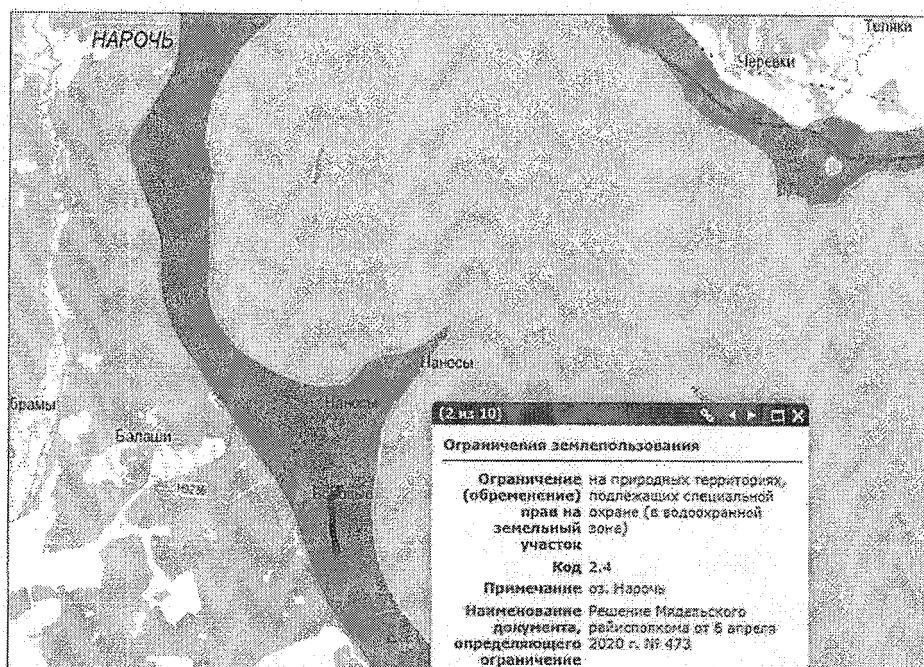 НАРОЧЬ
Теляки
Черевки
Наносы
Наносы
Балаши
(2 из 10)
Ограничения землепользования
Ограничение на природных территориях,
(обременение) подлежащих специальной
прав на охране (в водоохранной
земельный зоне)
участок
Код 2.4
Примечание оз. Нарочь
Наименование Решение Мядельского
документа, райисполкома от 6 апреля
определяющего 2020 г. № 473
ограничение